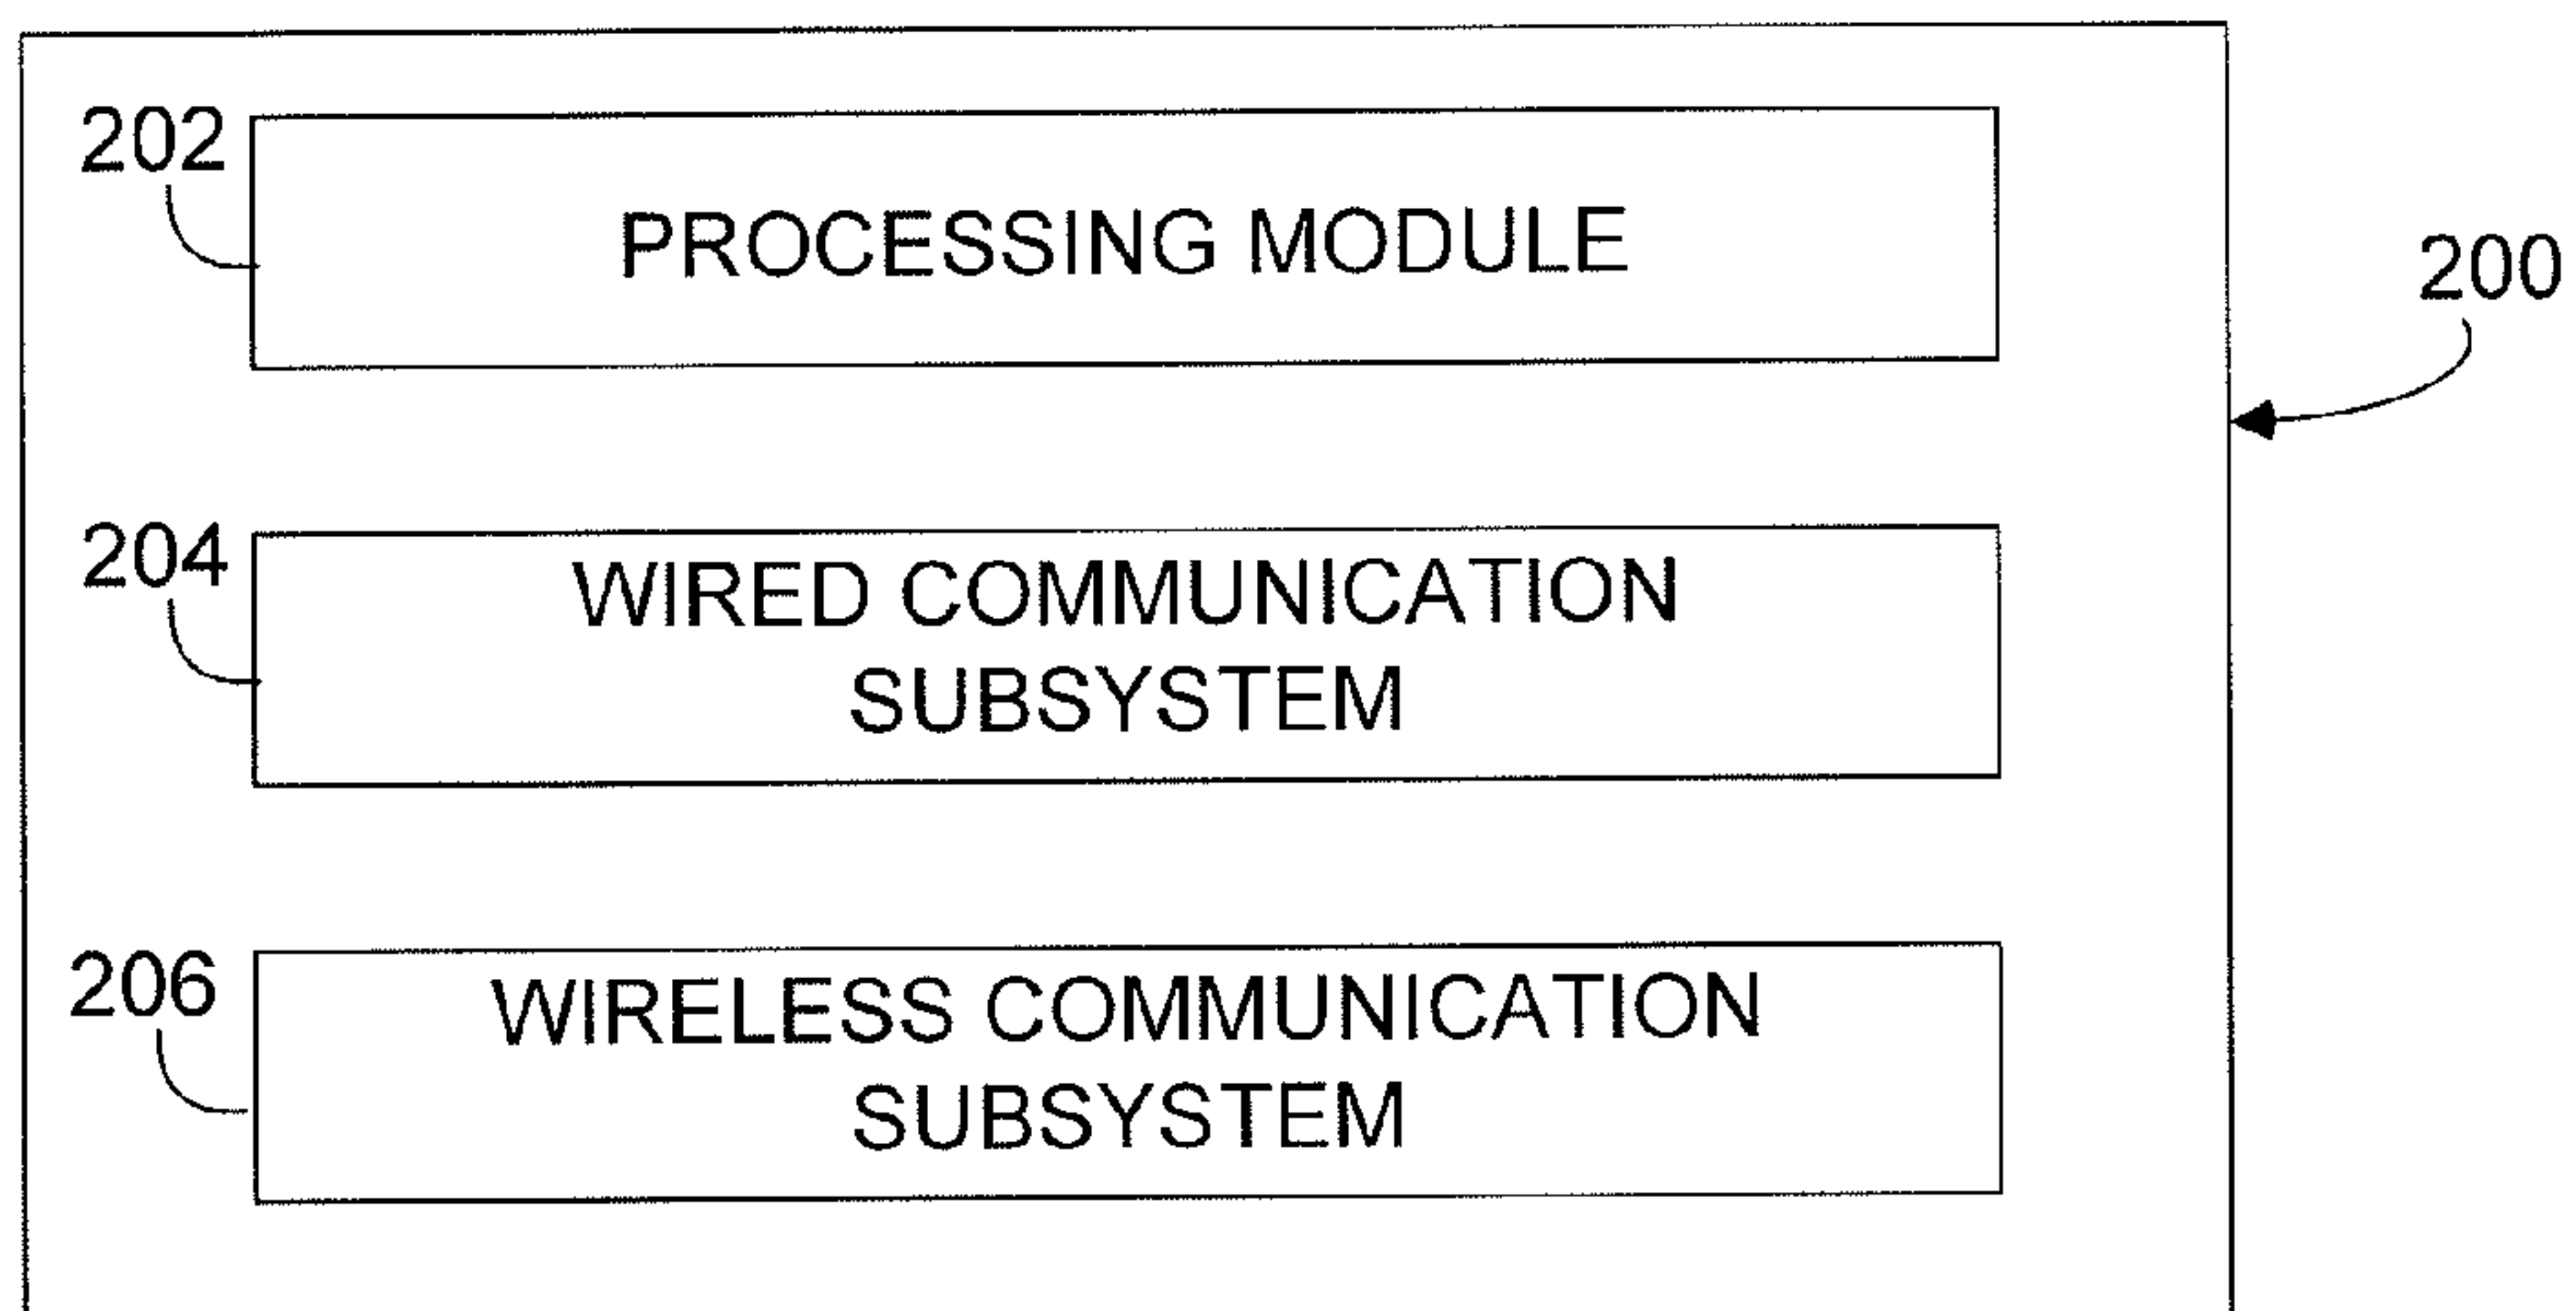 202
PROCESSING MODULE
200
204
WIRED COMMUNICATION
SUBSYSTEM
206
WIRELESS COMMUNICATION
SUBSYSTEM